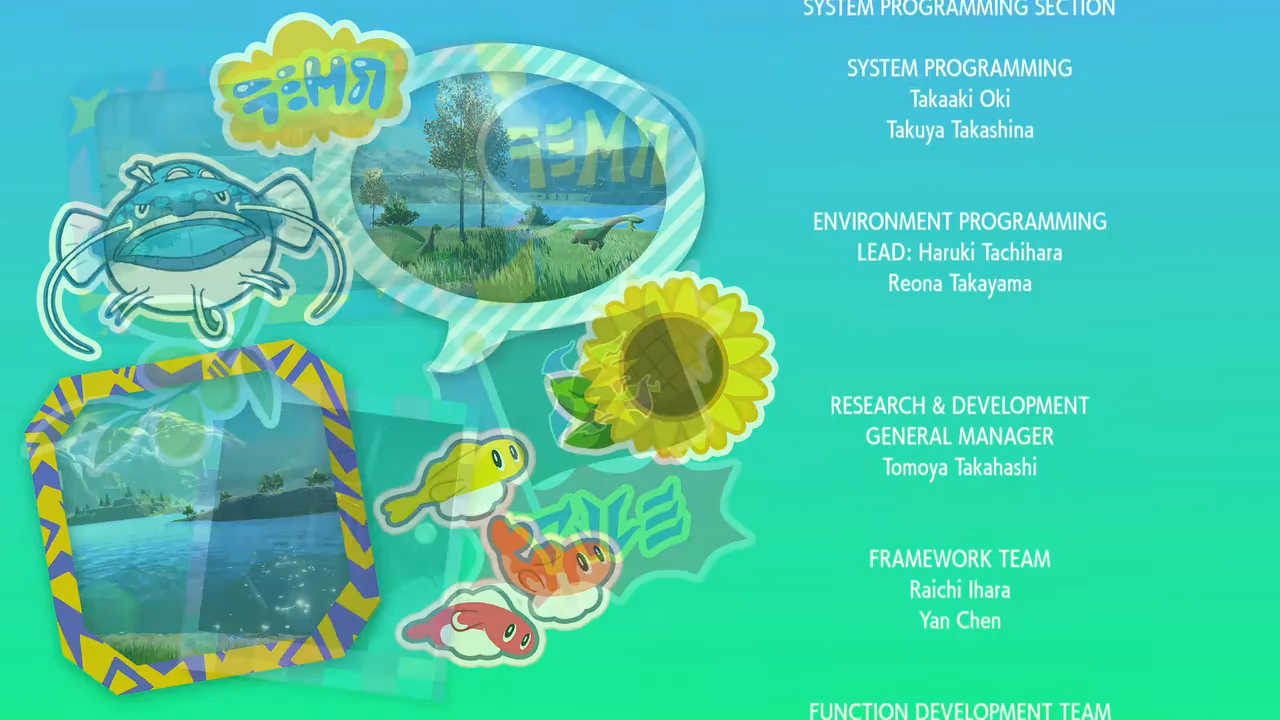 SYSTEM PROGRAMMING SECTION
SYSTEM PROGRAMMING
Takaaki Oki
Takuya Takashina
ENVIRONMENT PROGRAMMING
LEAD: Haruki Tachihara
Reona Takayama
RESEARCH & DEVELOPMENT
GENERAL MANAGER
Tomoya Takahashi
FRAMEWORK TEAM
Raichi Ihara
Yan Chen
FUNCTION DEVELOPMENT TEAM